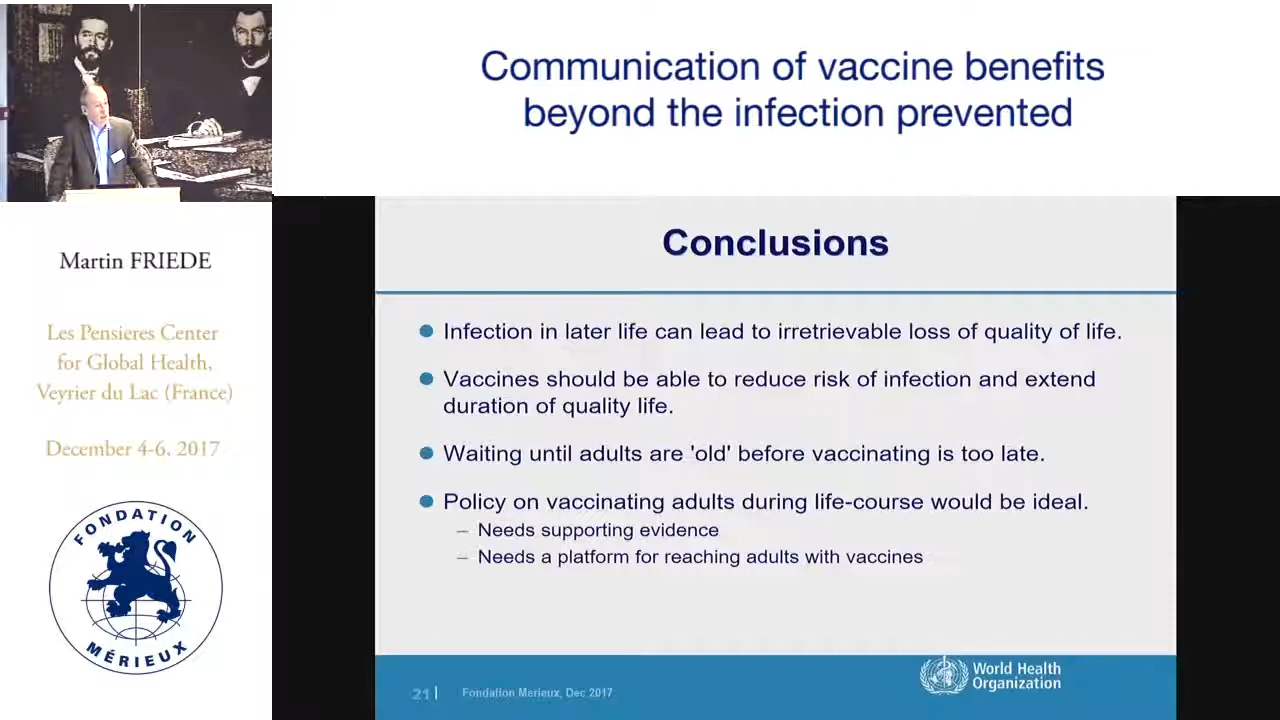 Communication of vaccine benefits
beyond the infection prevented
Martin FRIEDE
Les Pensieres Center
for Global Health,
Veyrier du Lac (France)
December 4-6, 2017
FONDATION
MÉRIEUX
Conclusions
Infection in later life can lead to irretrievable loss of quality of life.
Vaccines should be able to reduce risk of infection and extend
duration of quality life.
Waiting until adults are 'old' before vaccinating is too late.
Policy on vaccinating adults during life-course would be ideal.
– Needs supporting evidence
– Needs a platform for reaching adults with vaccines
21 | Fondation Merieux, Dec 2017
World Health
Organization